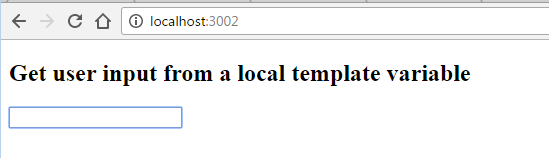 localhost:3002
Get user input from a local template variable